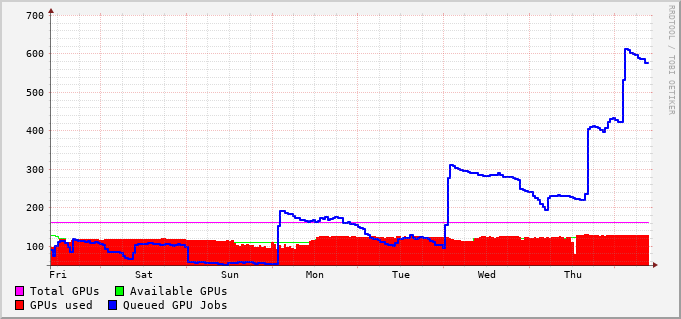 700
600
500
400
300
200
100
Fri Sat Sun Mon Tue Wed Thu
Total GPUs Available GPUs
GPUs used Queued GPU Jobs
RRDTOOL / TOBI OETIKER